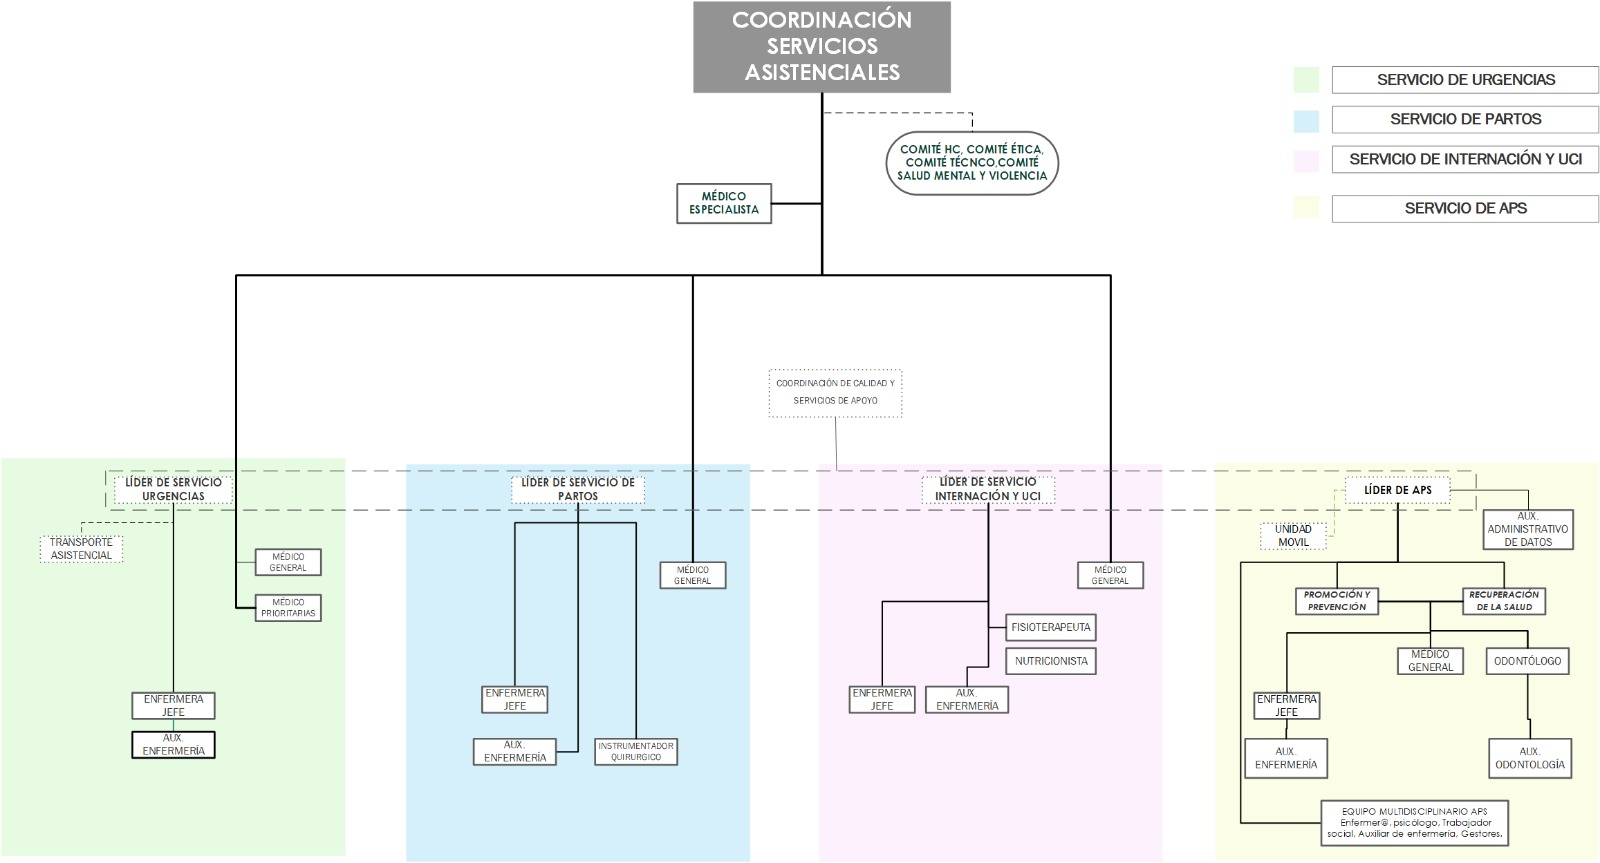 COORDINACIÓN
SERVICIOS
ASISTENCIALES
SERVICIO DE URGENCIAS
SERVICIO DE PARTOS
SERVICIO DE INTERNACIÓN Y UCI
SERVICIO DE APS
COMITÉ HC, COMITÉ ÉTICA,
COMITÉ TÉCNCO,COMITÉ
SALUD MENTAL Y VIOLENCIA
MÉDICO
ESPECIALISTA
COORDINACIÓN DE CALIDAD Y
SERVICIOS DE APOYO
LÍDER DE SERVICIO
URGENCIAS
TRANSPORTE
ASISTENCIAL
MÉDICO
GENERAL
MÉDICO
PRIORITARIAS
ENFERMERA
JEFE
AUX.
ENFERMERÍA
LÍDER DE SERVICIO DE
PARTOS
MÉDICO
GENERAL
ENFERMERA
JEFE
AUX.
ENFERMERÍA
INSTRUMENTADOR
QUIRURGICO
LÍDER DE SERVICIO
INTERNACIÓN Y UCI
MÉDICO
GENERAL
FISIOTERAPEUTA
NUTRICIONISTA
ENFERMERA
JEFE
AUX.
ENFERMERÍA
LÍDER DE APS
UNIDAD
MOVIL
AUX.
ADMINISTRATIVO
DE DATOS
PROMOCIÓN Y
PREVENCIÓN
RECUPERACIÓN
DE LA SALUD
MÉDICO
GENERAL
ODONTÓLOGO
ENFERMERA
JEFE
AUX.
ENFERMERÍA
AUX.
ODONTOLOGÍA
EQUIPO MULTIDISCIPLINARIO APS
Enfermer@, psicólogo, Trabajador
social, Auxiliar de enfermería, Gestores.